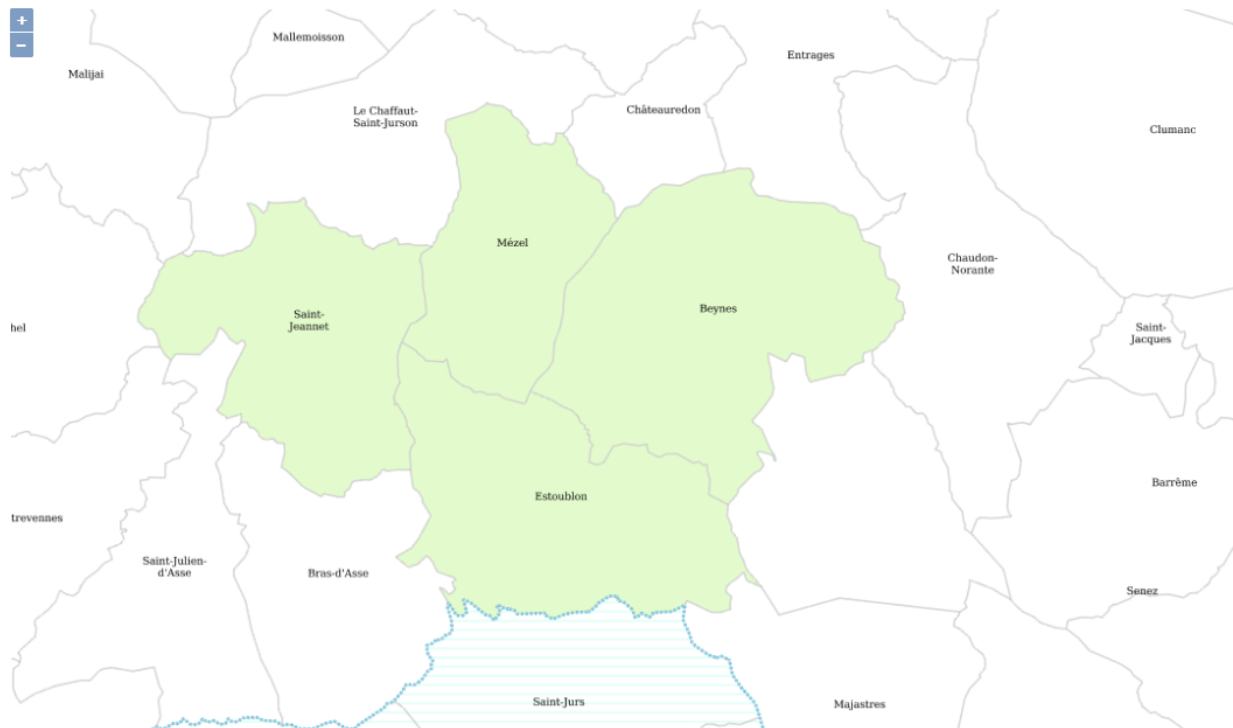 +
−
Mallemoisson
Malijai
Entrages
Le Chaffaut-
Saint-Jurson
Châteauredon
Clumanc
Mézel
Chaudon-
Norante
Beynes
Saint-
Jeannet
hel
Saint-
Jacques
Barrême
Estoublon
trevennes
Saint-Julien-
d'Asse
Bras-d'Asse
Senez
Saint-Jurs
Majastres